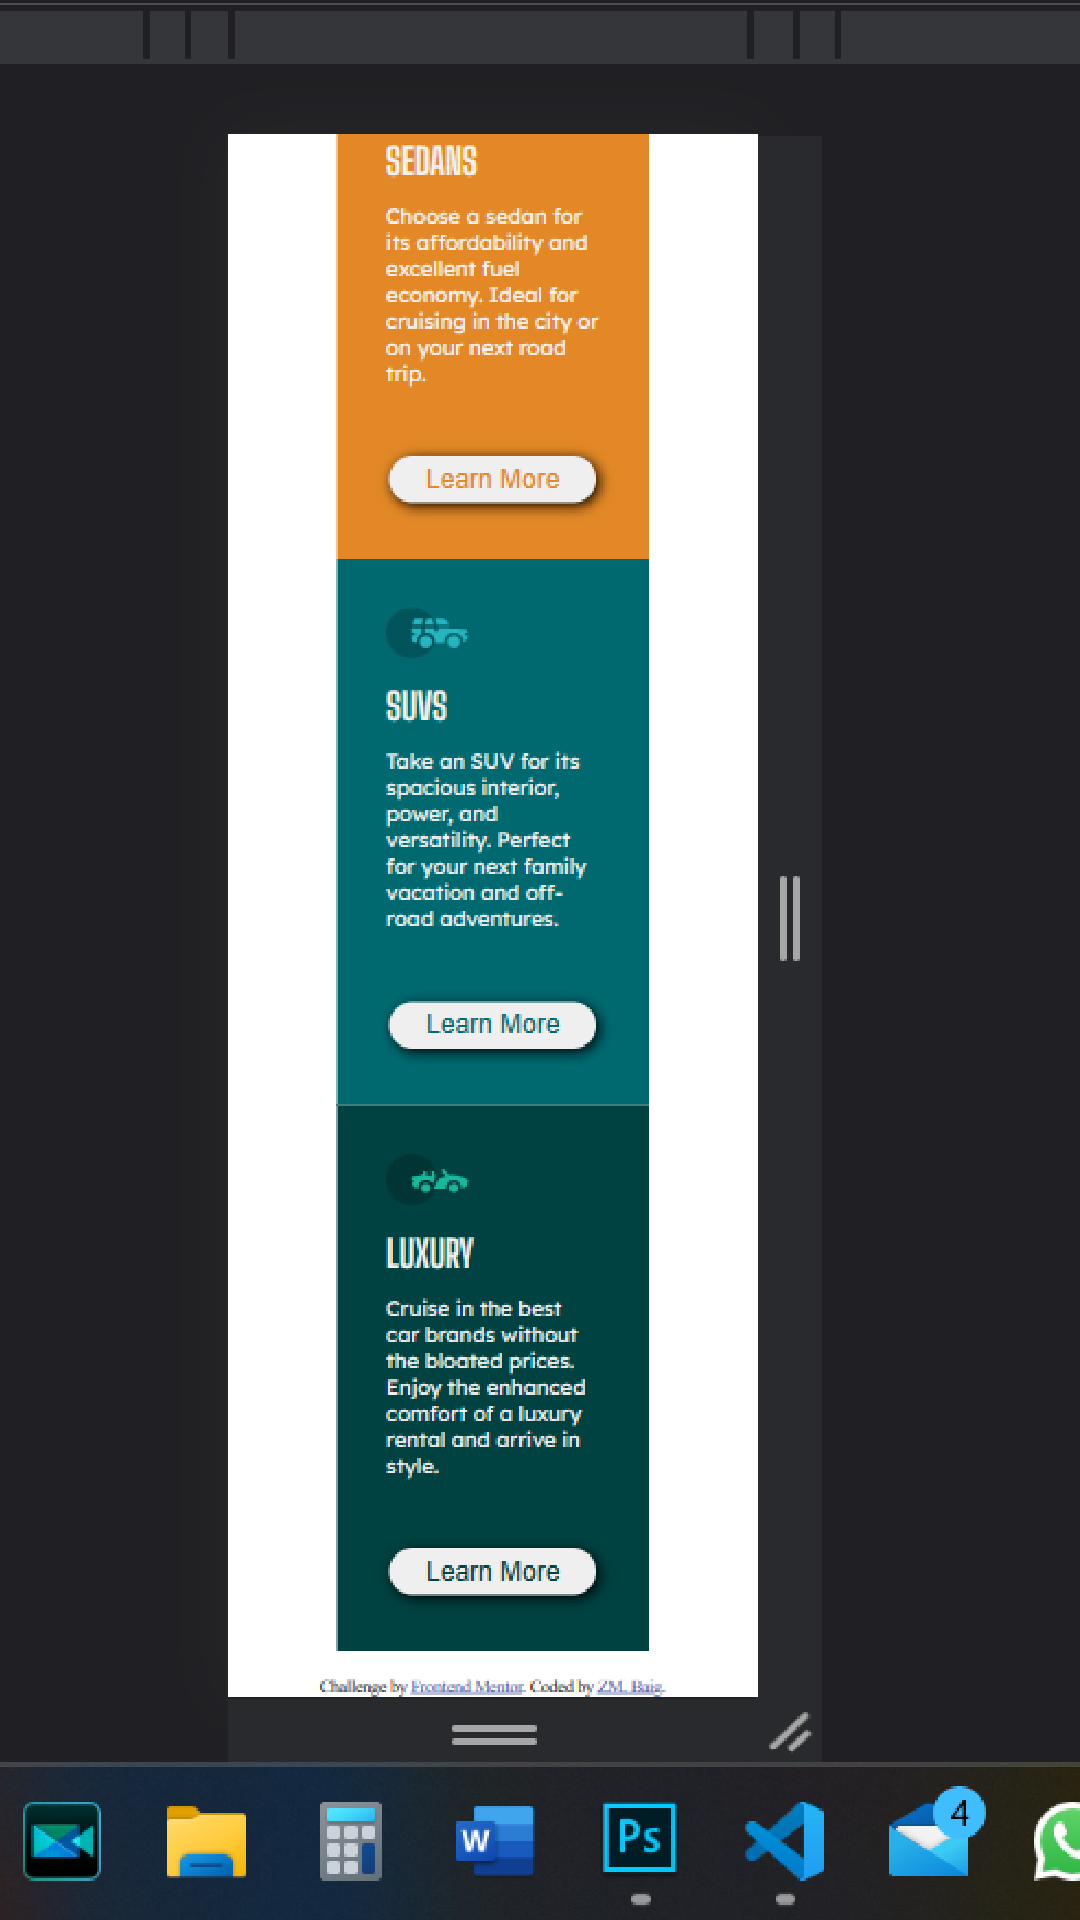 SEDANS
Choose a sedan for
its affordability and
excellent fuel
economy. Ideal for
cruising in the city or
on your next road
trip.
Learn More
SUVS
Take an SUV for its
spacious interior,
power, and
versatility. Perfect
for your next family
vacation and off-
road adventures.
Learn More
LUXURY
Cruise in the best
car brands without
the bloated prices.
Enjoy the enhanced
comfort of a luxury
rental and arrive in
style.
Learn More
Challenge by Frontend Mentor. Coded by ZM. Baig.
W
Ps
4